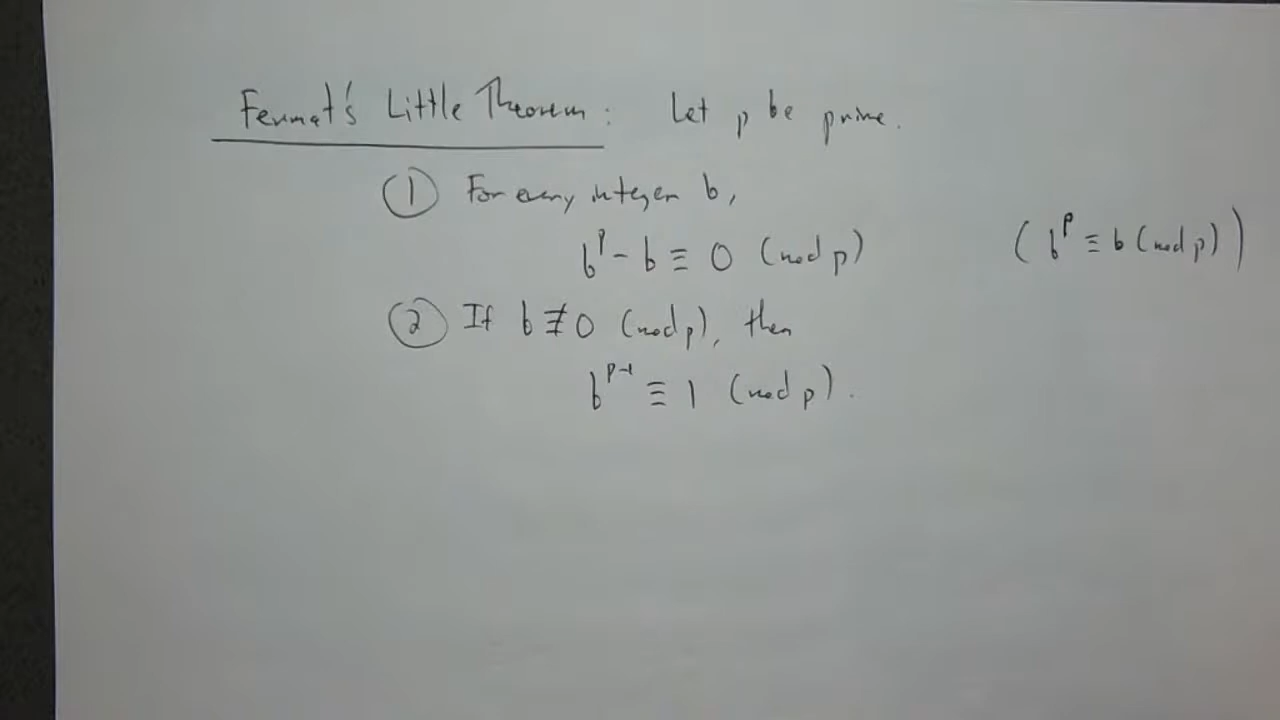 Fermat's Little Theorem: Let p be prime.
① For every integer b,
b^p - b ≡ 0 (mod p) (b^p ≡ b (mod p))
② If b ≢ 0 (mod p), then
b^{p-1} ≡ 1 (mod p).